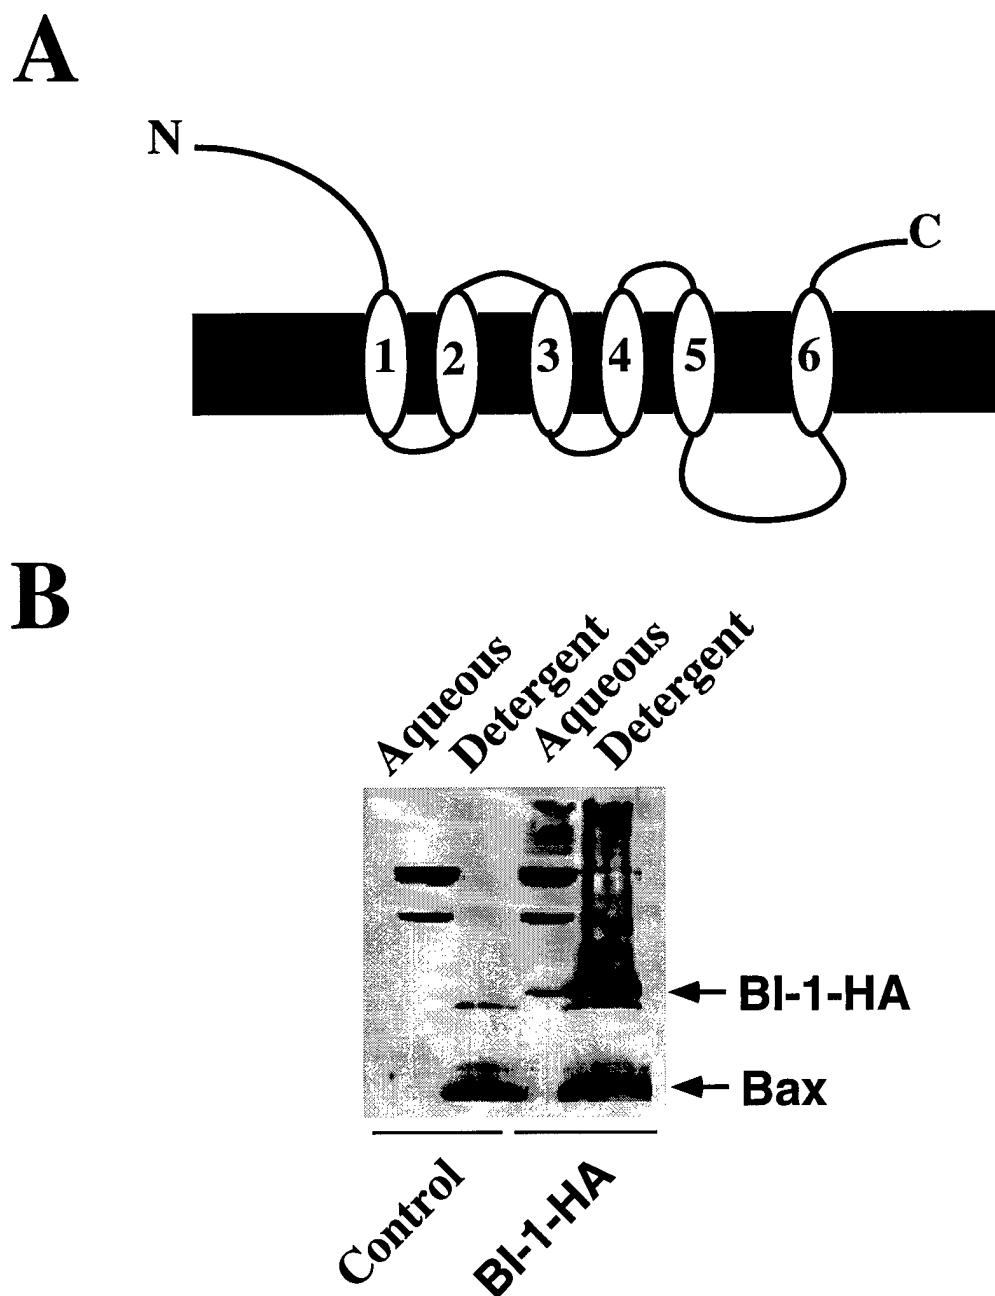 A
N
C
1 2 3 4 5 6
B
Aqueous
Detergent
Aqueous
Detergent
BI-1-HA
Bax
Control
BI-1-HA